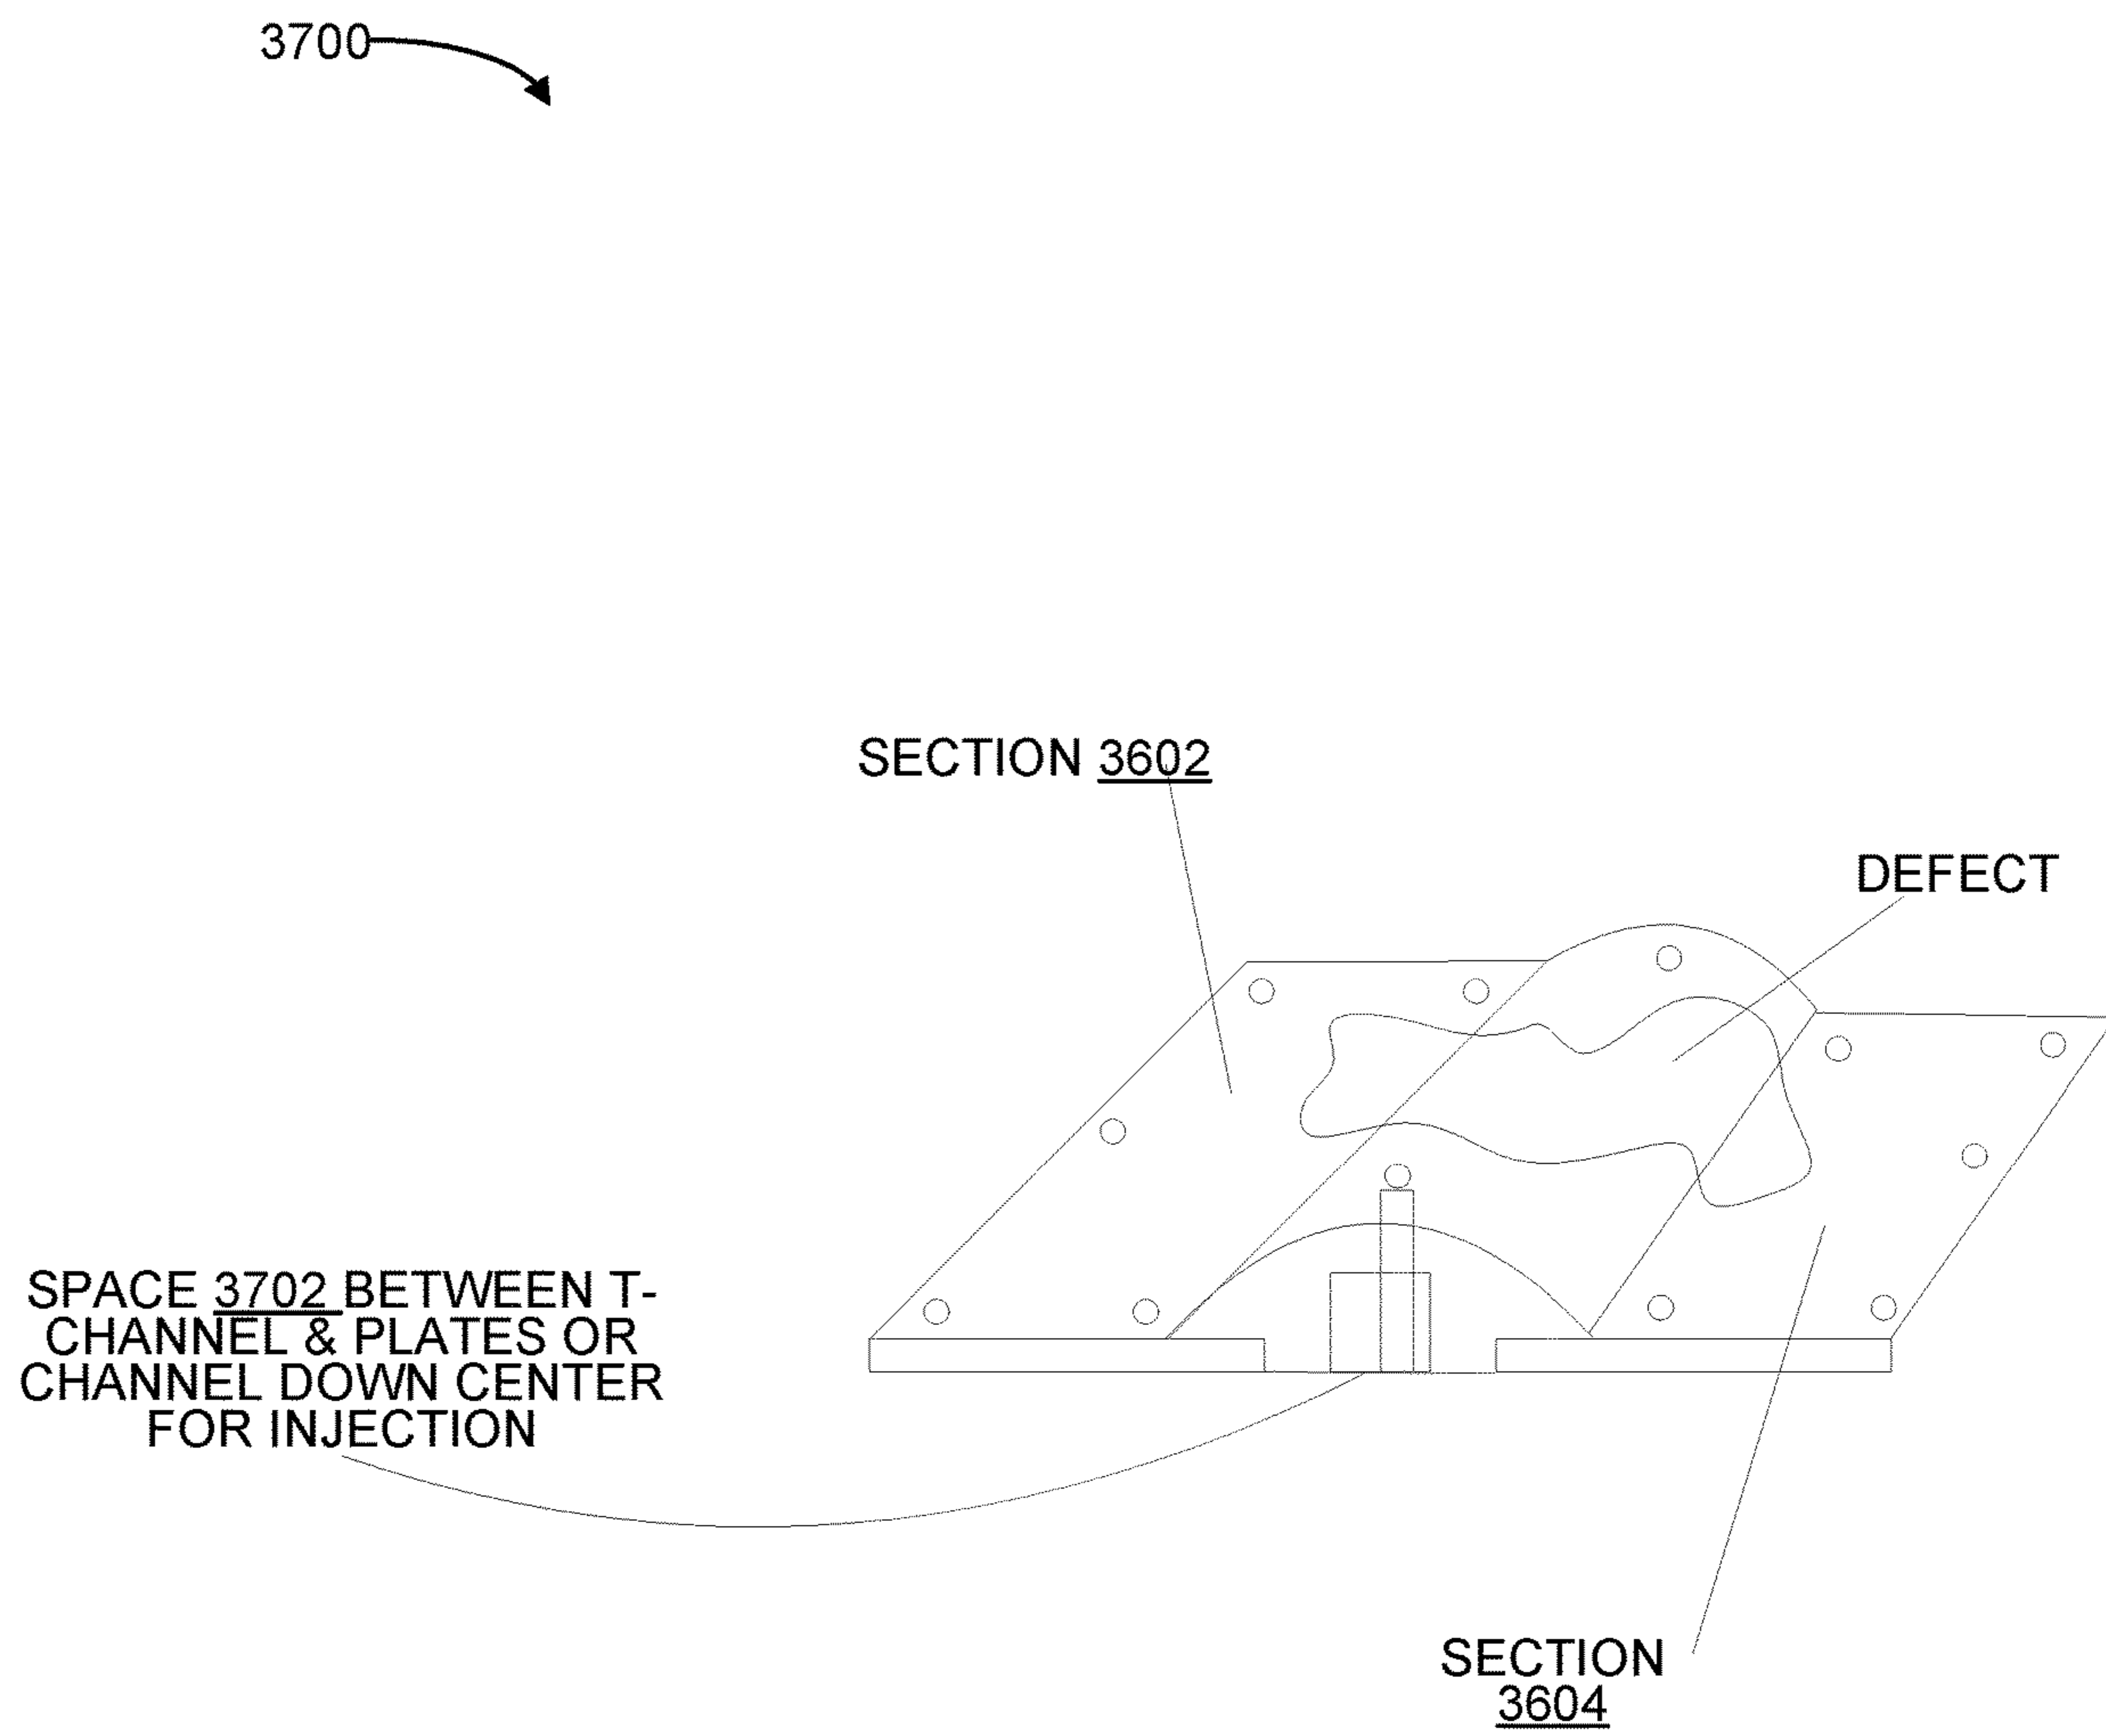 3700
SECTION 3602
DEFECT
SPACE 3702 BETWEEN T-
CHANNEL & PLATES OR
CHANNEL DOWN CENTER
FOR INJECTION
SECTION
3604